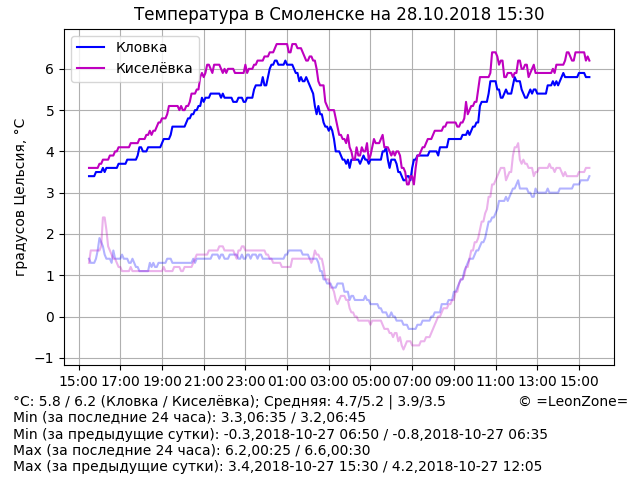 Температура в Смоленске на 28.10.2018 15:30
Кловка
Киселёвка
градусов Цельсия, °C
6
5
4
3
2
1
0
−1
15:00 17:00 19:00 21:00 23:00 01:00 03:00 05:00 07:00 09:00 11:00 13:00 15:00
°C: 5.8 / 6.2 (Кловка / Киселёвка); Средняя: 4.7/5.2 | 3.9/3.5 © =LeonZone=
Min (за последние 24 часа): 3.3,06:35 / 3.2,06:45
Min (за предыдущие сутки): -0.3,2018-10-27 06:50 / -0.8,2018-10-27 06:35
Max (за последние 24 часа): 6.2,00:25 / 6.6,00:30
Max (за предыдущие сутки): 3.4,2018-10-27 15:30 / 4.2,2018-10-27 12:05